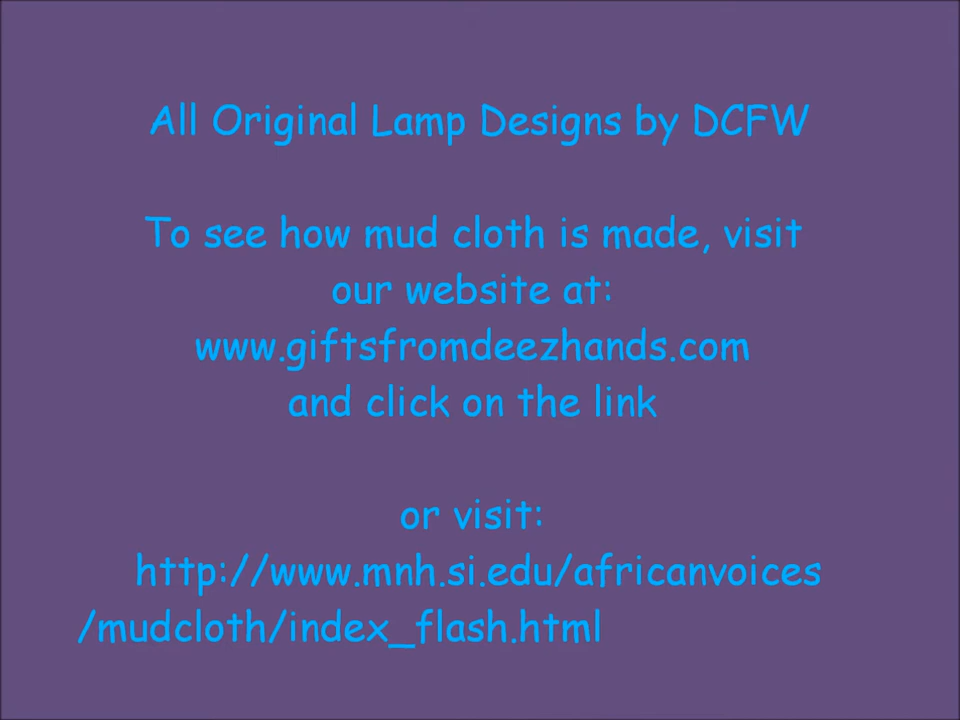 All Original Lamp Designs by DCFW
To see how mud cloth is made, visit
our website at:
www.giftsfromdeezhands.com
and click on the link
or visit:
http://www.mnh.si.edu/africanvoices
/mudcloth/index_flash.html